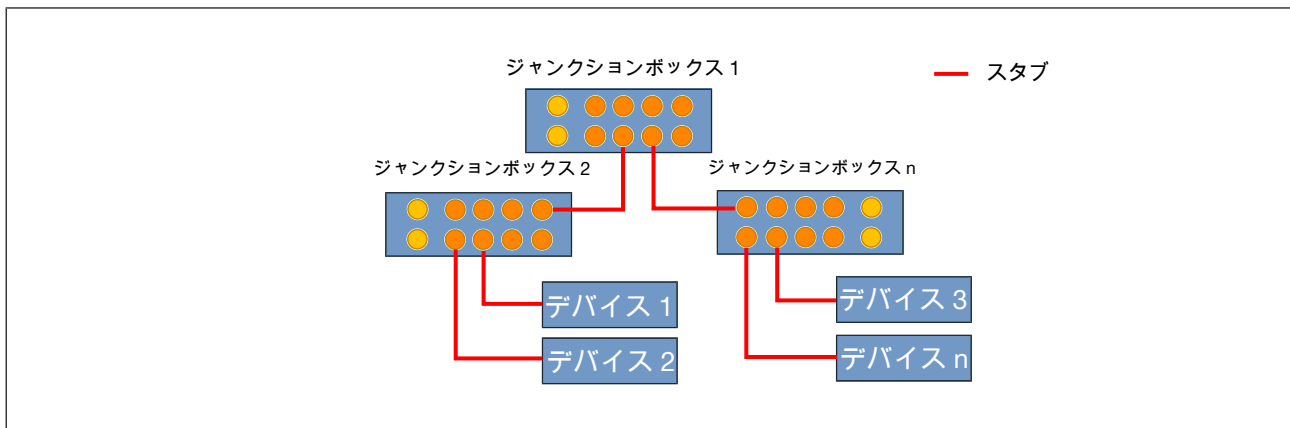 ジャンクションボックス 1
スタブ
ジャンクションボックス 2
ジャンクションボックス n
デバイス 1
デバイス 3
デバイス 2
デバイス n